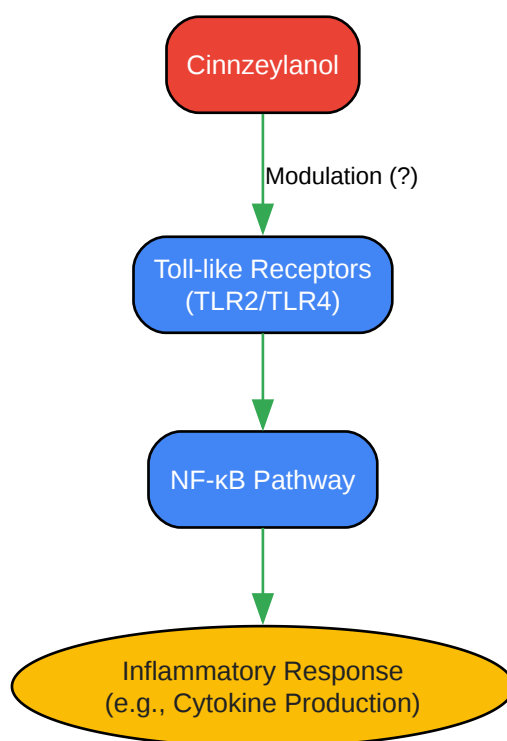 Cinnzeylanol
Modulation (?)
Toll-like Receptors
(TLR2/TLR4)
NF-κB Pathway
Inflammatory Response
(e.g., Cytokine Production)